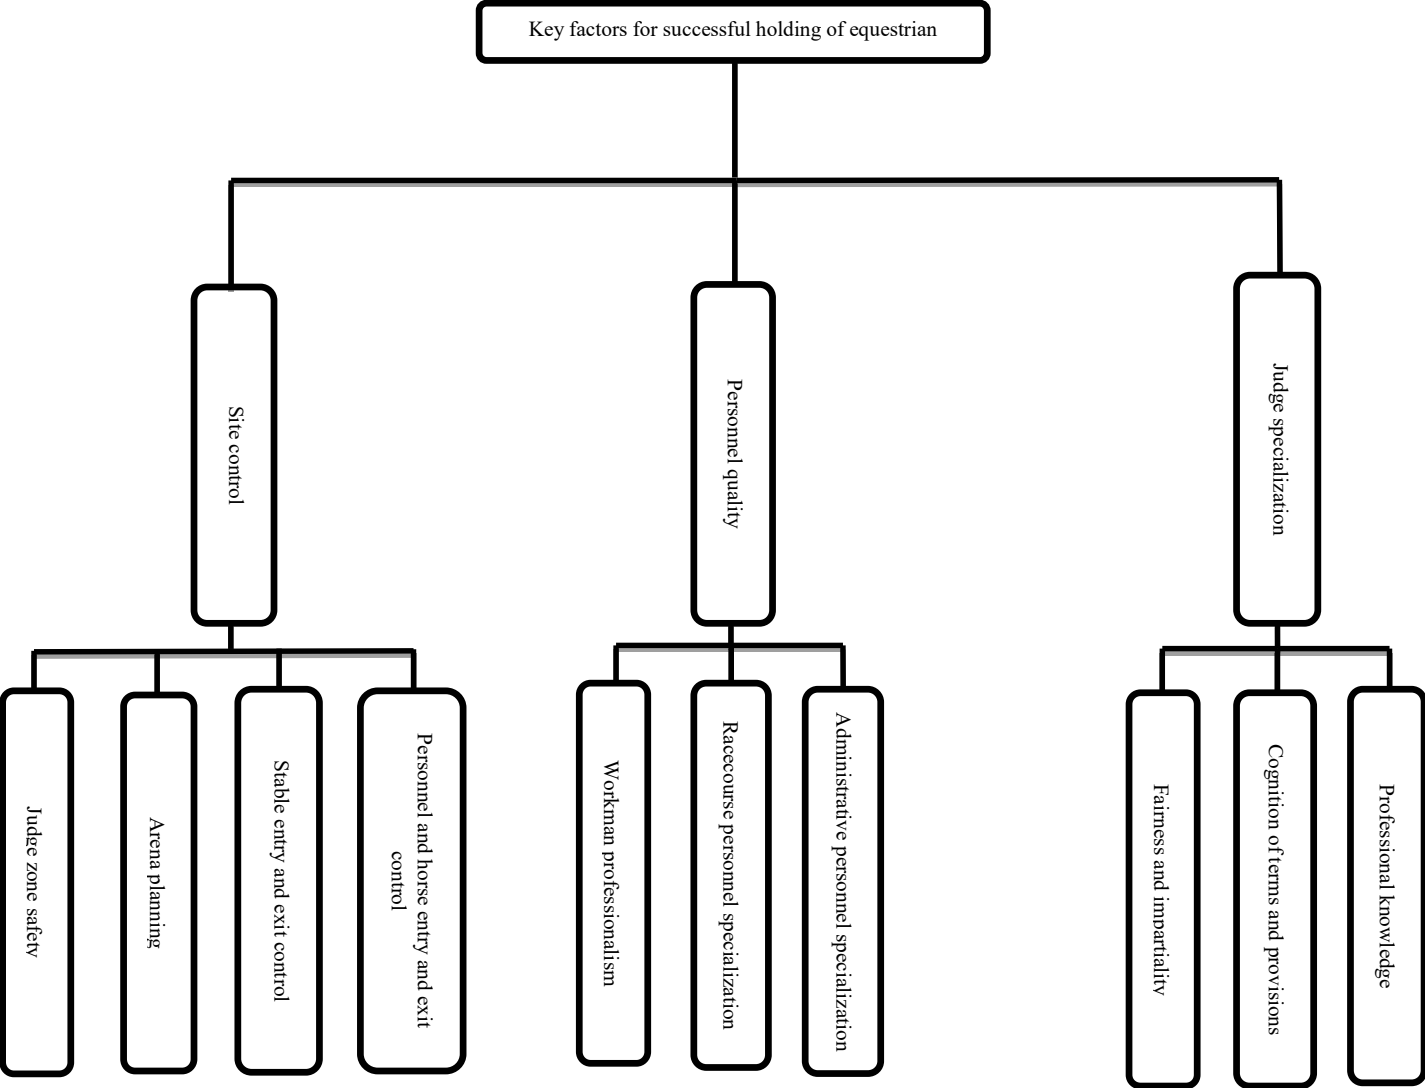 Key factors for successful holding of equestrian
Site control
Personnel quality
Judge specialization
Judge zone safety
Arena planning
Stable entry and exit control
Personnel and horse entry and exit
control
Workman professionalism
Racecourse personnel specialization
Administrative personnel specialization
Fairness and impartiality
Cognition of terms and provisions
Professional knowledge